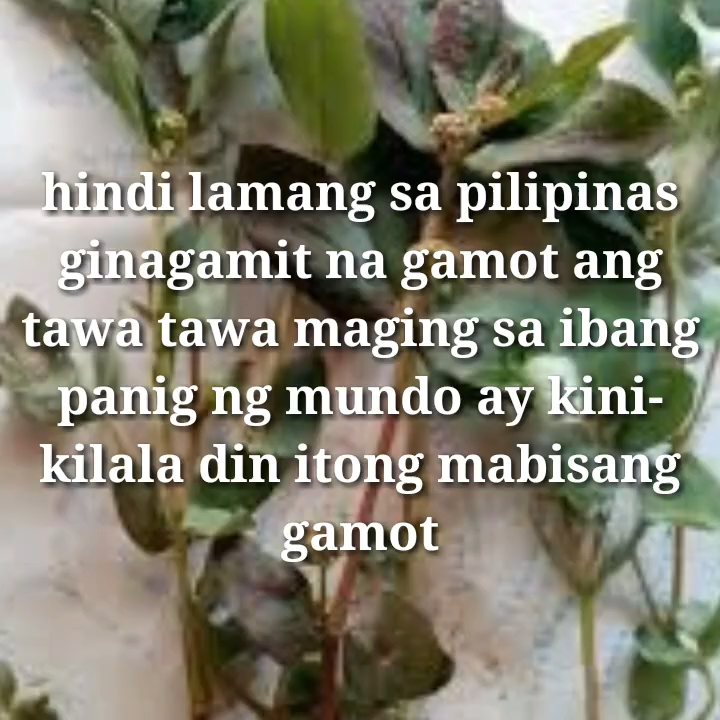 hindi lamang sa pilipinas
ginagamit na gamot ang
tawa tawa maging sa ibang
panig ng mundo ay kini-
kilala din itong mabisang
gamot